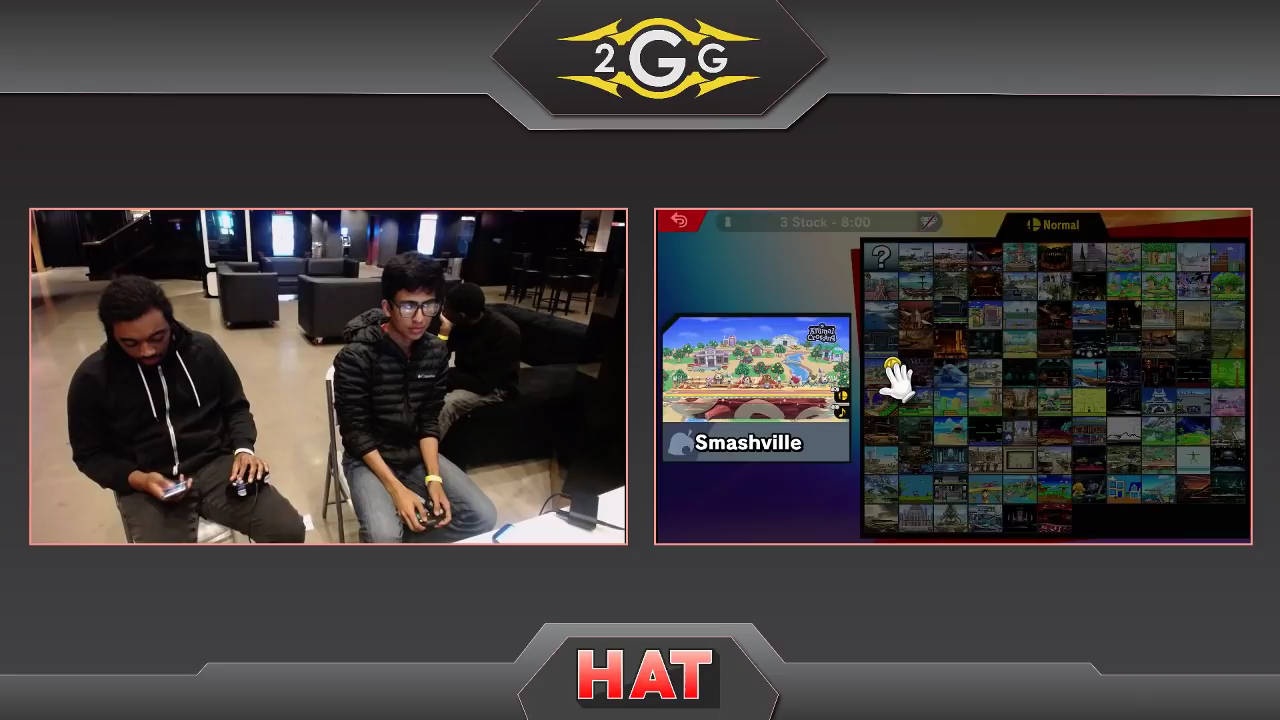 2GG
3 Stock - 8:00
Normal
?
Animal
Crossing
Smashville
HAT